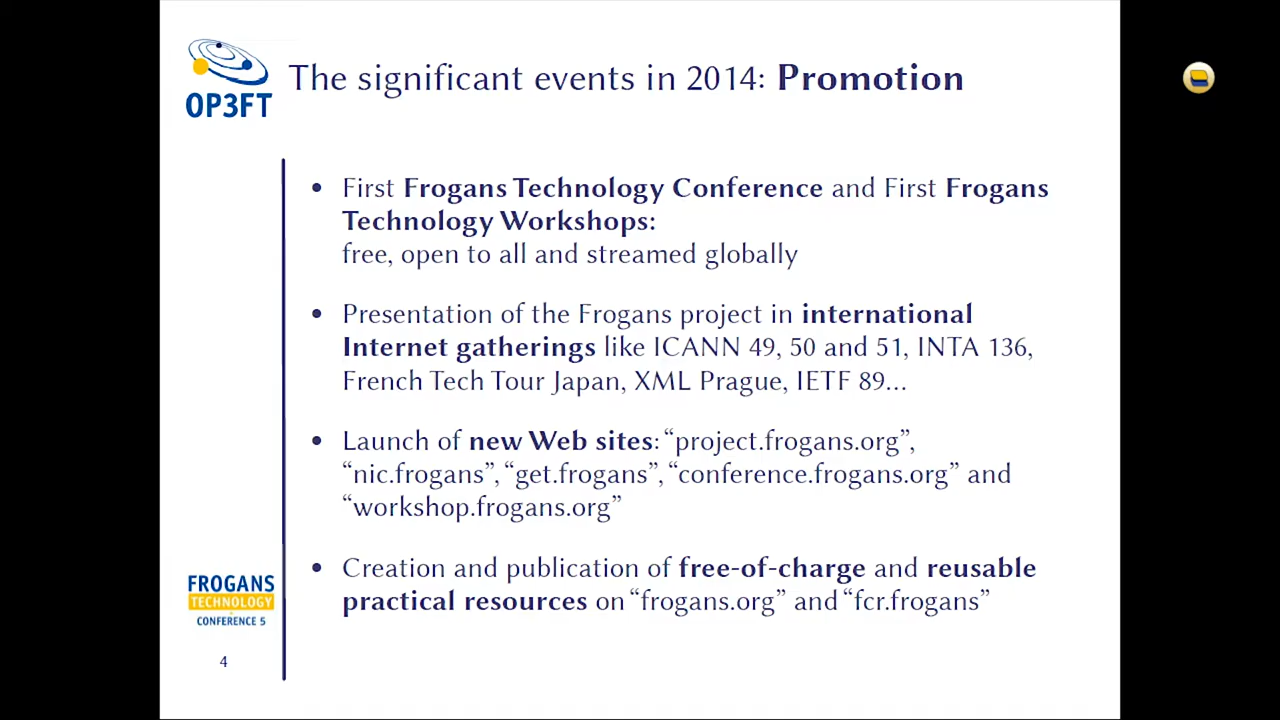 OP3FT
The significant events in 2014: Promotion
• First Frogans Technology Conference and First Frogans
Technology Workshops:
free, open to all and streamed globally
• Presentation of the Frogans project in international
Internet gatherings like ICANN 49, 50 and 51, INTA 136,
French Tech Tour Japan, XML Prague, IETF 89...
• Launch of new Web sites: “project.frogans.org”,
“nic.frogans”, “get.frogans”, “conference.frogans.org” and
“workshop.frogans.org”
• Creation and publication of free-of-charge and reusable
practical resources on “frogans.org” and “fcr.frogans”
FROGANS
TECHNOLOGY
CONFERENCE 5
4